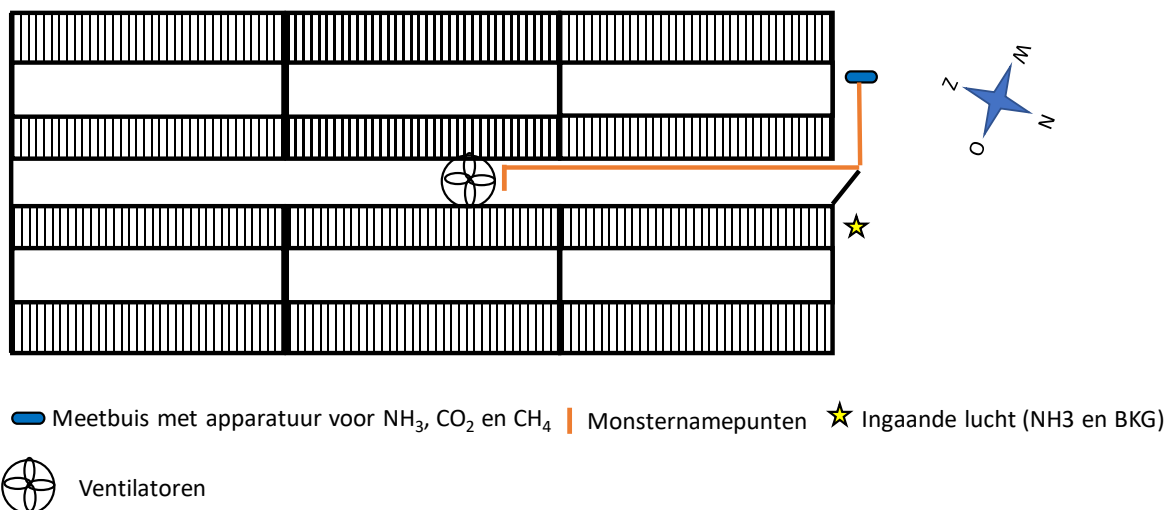 W
Z
N
O
Meetbuis met apparatuur voor NH₃, CO₂ en CH₄ Monsternamepunten Ingaande lucht (NH3 en BKG)
Ventilatoren